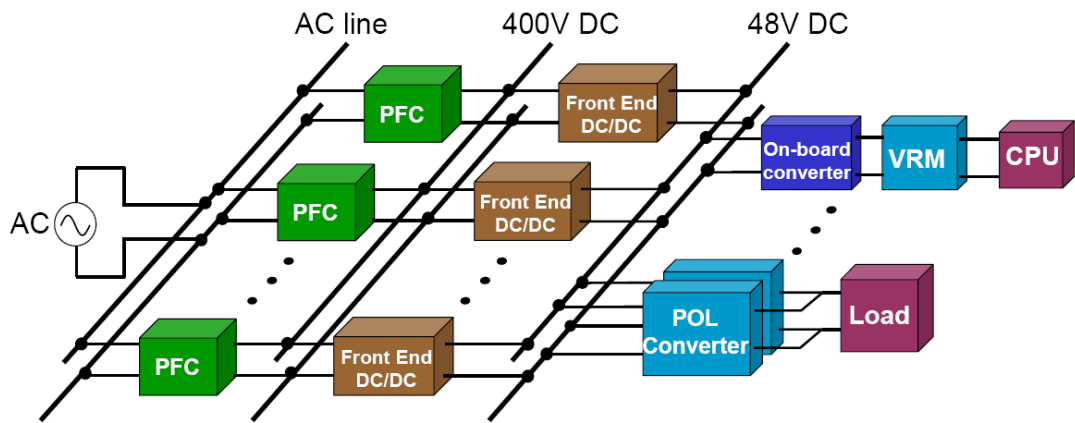 AC line
400V DC
48V DC
PFC
Front End
DC/DC
On-board
converter
VRM
CPU
PFC
Front End
DC/DC
AC
POL
Converter
Load
PFC
Front End
DC/DC